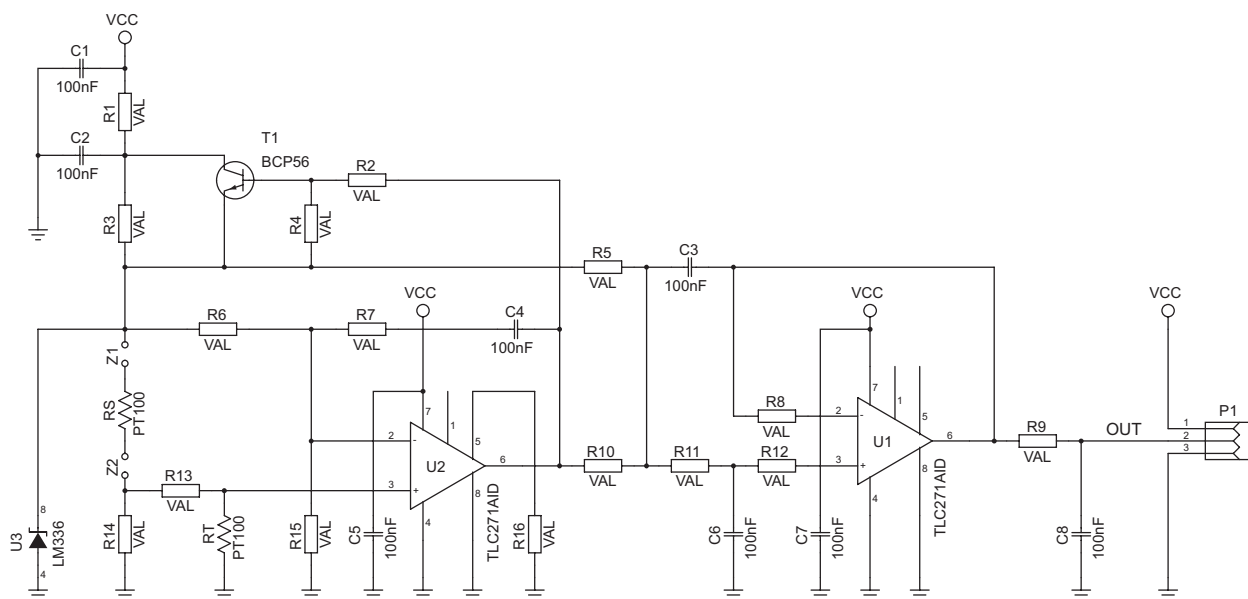 VCC
C1
100nF
R1
VAL
C2
100nF
T1
BCP56
R2
VAL
R3
VAL
R4
VAL
R5
VAL
C3
100nF
VCC
VCC
VCC
R6
VAL
R7
VAL
C4
100nF
Z1
RS
PT100
Z2
R13
VAL
R14
VAL
RT
PT100
R15
VAL
C5
100nF
U3
LM336
8
4
2
-
3
+
7
1
5
6
8
4
U2
TLC271AID
R16
VAL
R10
VAL
R11
VAL
R12
VAL
R8
VAL
C6
100nF
C7
100nF
2
-
3
+
7
1
5
6
8
4
U1
TLC271AID
R9
VAL
OUT
C8
100nF
P1
1
2
3